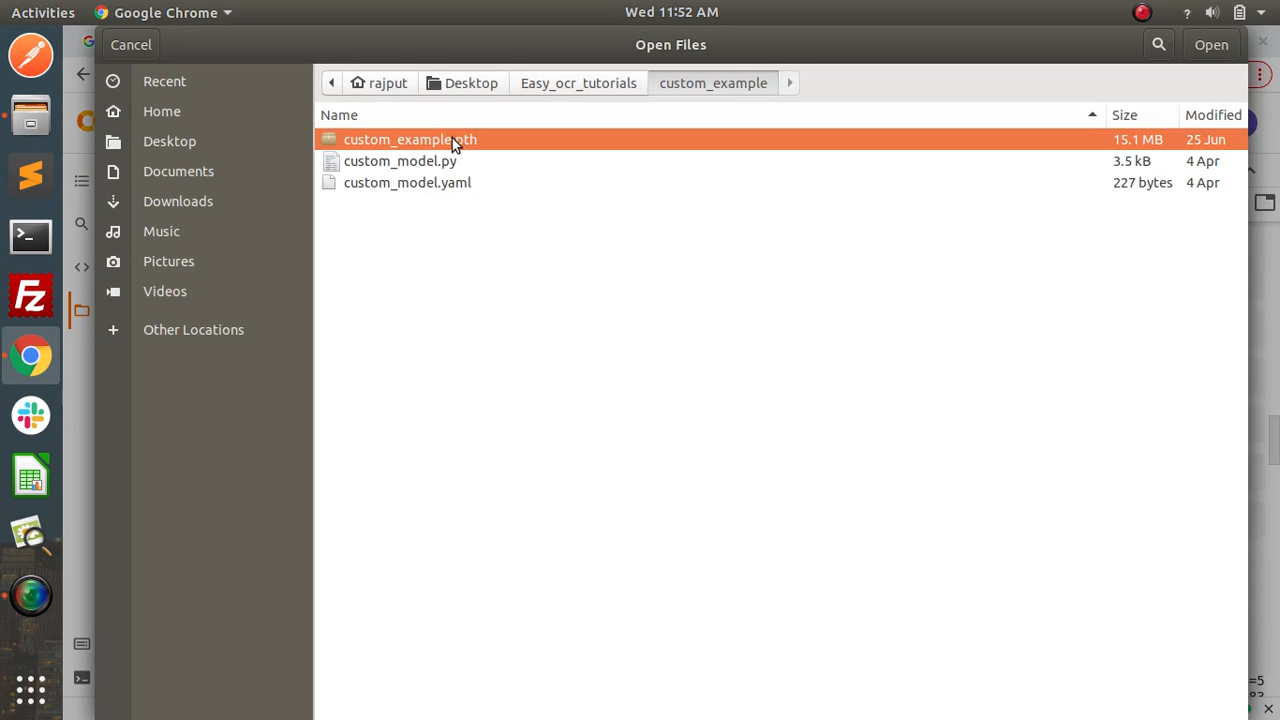 Activities Google Chrome Wed 11:52 AM ?
Cancel Open Files Open
Recent
Home
Desktop
Documents
Downloads
Music
Pictures
Videos
+ Other Locations
rajput Desktop Easy_ocr_tutorials custom_example
Name Size Modified
custom_example.pth 15.1 MB 25 Jun
custom_model.py 3.5 kB 4 Apr
custom_model.yaml 227 bytes 4 Apr
=5